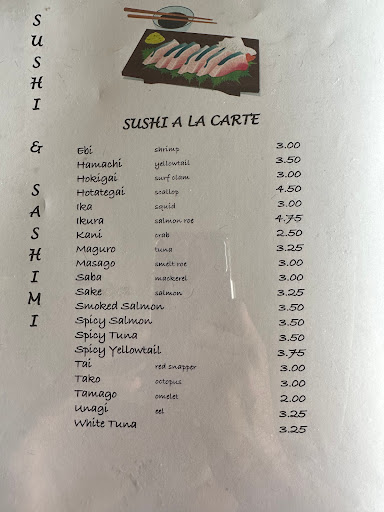 SUSHI & SASHIMI
SUSHI A LA CARTE
Ebi shrimp 3.00
Hamachi yellowtail 3.50
Hokigai surf clam 3.00
Hotategai scallop 4.50
Ika squid 3.00
Ikura salmon roe 4.75
Kani crab 2.50
Maguro tuna 3.25
Masago smelt roe 3.00
Saba mackerel 3.00
Sake salmon 3.25
Smoked Salmon 3.50
Spicy Salmon 3.50
Spicy Tuna 3.50
Spicy Yellowtail 3.75
Tai red snapper 3.00
Tako octopus 3.00
Tamago omelet 2.00
Unagi eel 3.25
White Tuna 3.25